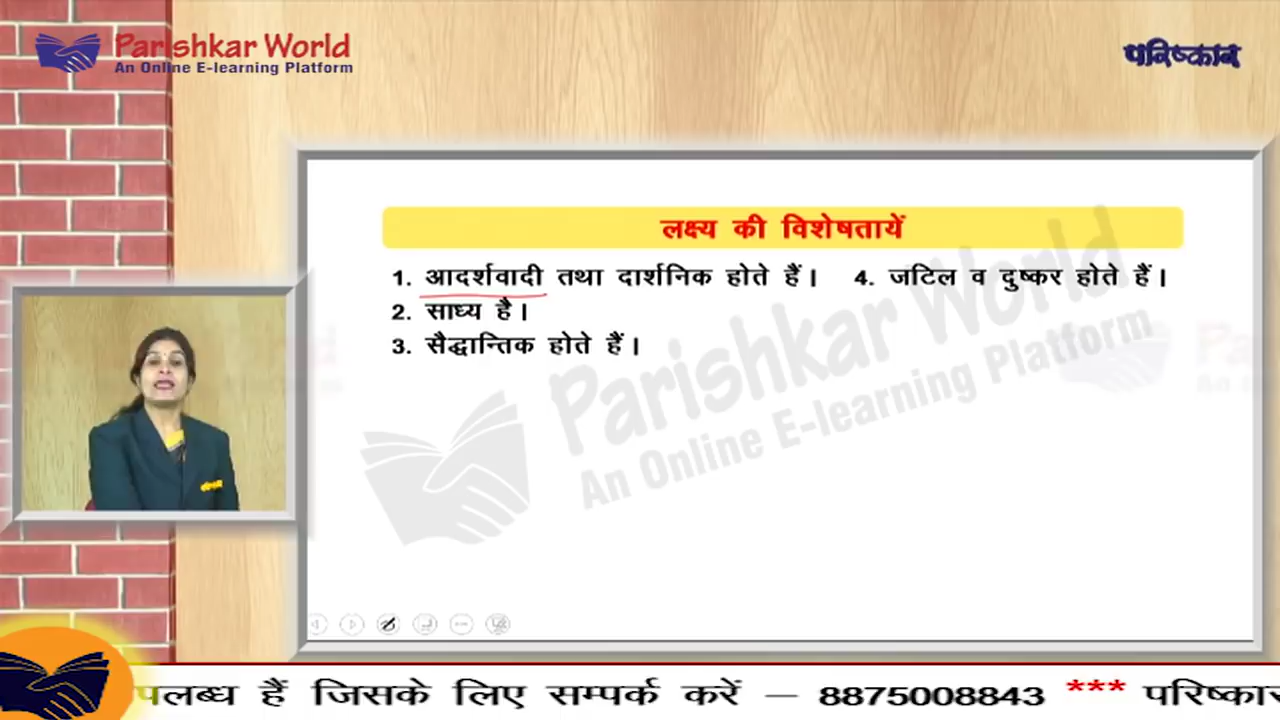 Parishkar World
An Online E-learning Platform
परिष्कार
लक्ष्य की विशेषतायें
1. आदर्शवादी तथा दार्शनिक होते हैं।
2. साध्य है।
3. सैद्धान्तिक होते हैं।
4. जटिल व दुष्कर होते हैं।
Parishkar World
An Online E-learning Platform
पलब्ध हैं जिसके लिए सम्पर्क करें – 8875008843 *** परिष्कार